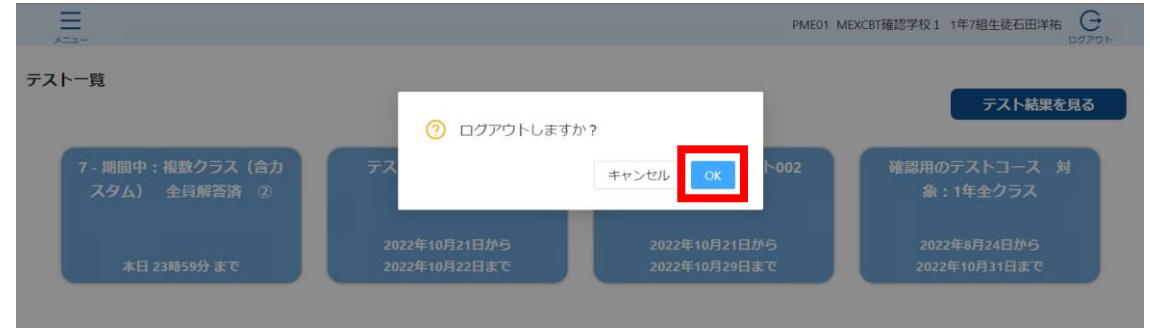 PME01 MEXCBT確認学校1 1年7組生徒石田洋祐
メニュー
ログアウト
テスト一覧
テスト結果を見る
ログアウトしますか?
キャンセル
OK
7 - 期間中:複数クラス(合力
スタム) 全員解答済 ②
本日 23時59分 まで
テス
2022年10月21日から
2022年10月22日まで
ト002
2022年10月21日から
2022年10月29日まで
確認用のテストコース 対
象:1年全クラス
2022年8月24日から
2022年10月31日まで